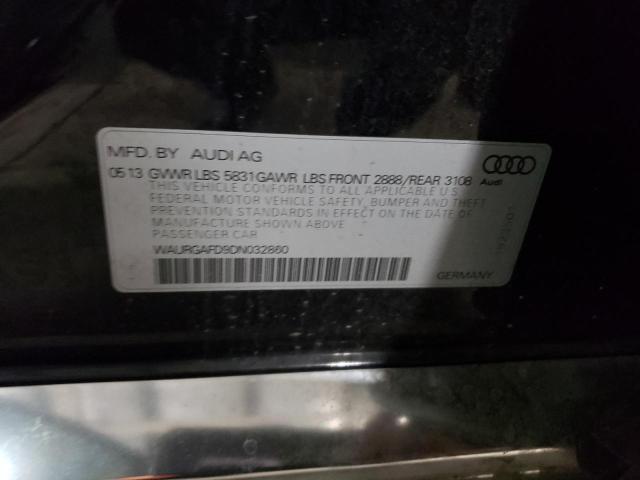 MFD. BY AUDI AG
05 13 GVWR LBS 5831 GAWR LBS FRONT 2888/REAR 3108
Audi
THIS VEHICLE CONFORMS TO ALL APPLICABLE U.S.
FEDERAL MOTOR VEHICLE SAFETY, BUMPER AND THEFT
PREVENTION STANDARDS IN EFFECT ON THE DATE OF
MANUFACTURE SHOWN ABOVE
PASSENGER CAR
WAURGAFD9DN032860
GERMANY